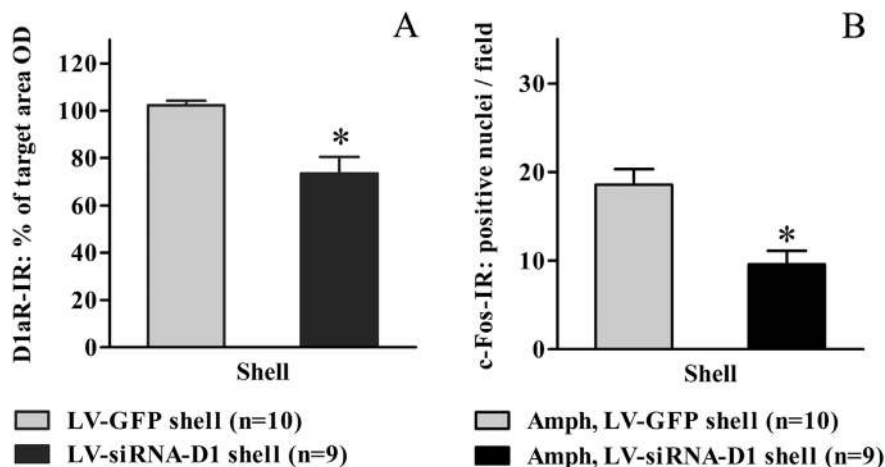 A
D1aR-IR: % of target area OD
120
100
80
60
40
20
0
*
Shell
LV-GFP shell (n=10)
LV-siRNA-D1 shell (n=9)
B
c-Fos-IR: positive nuclei / field
30
20
10
0
*
Shell
Amph, LV-GFP shell (n=10)
Amph, LV-siRNA-D1 shell (n=9)